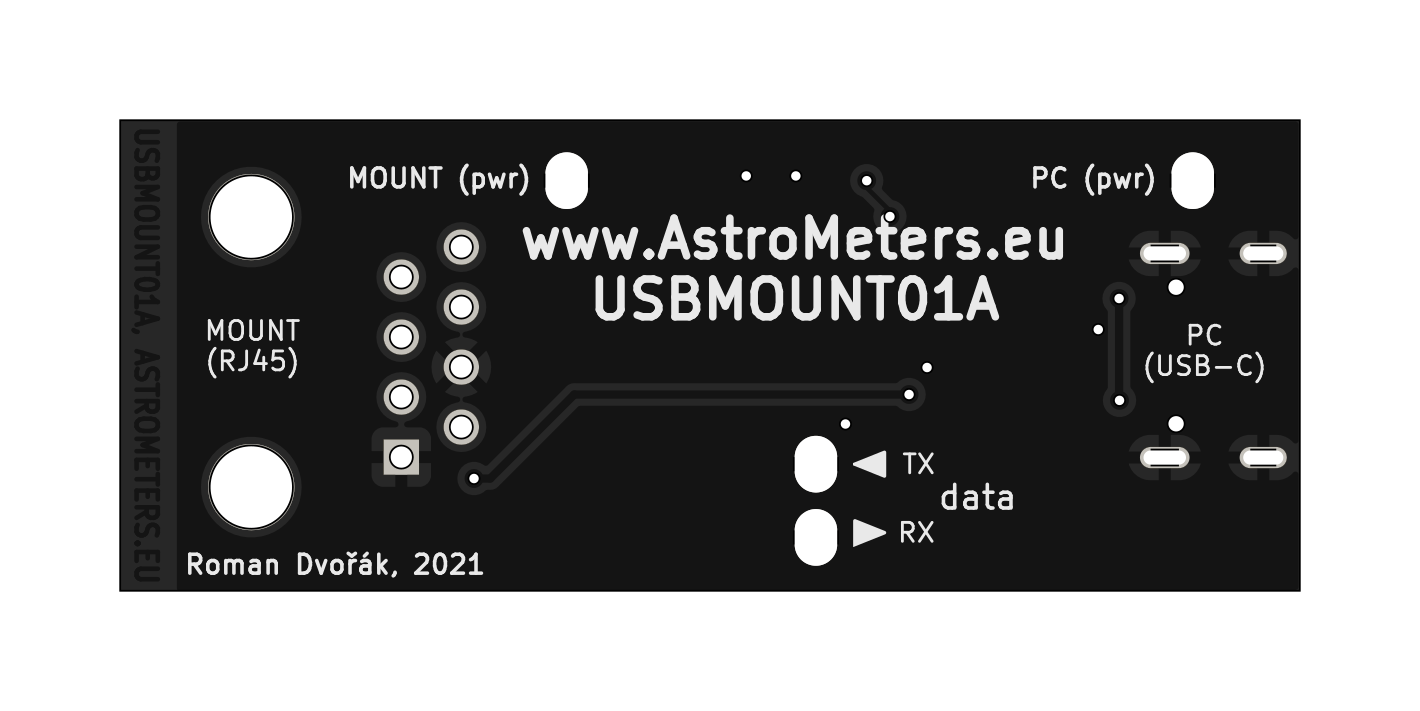 USBMOUNT01A, ASTROMETERS.EU
MOUNT (pwr)
PC (pwr)
www.AstroMeters.eu
USBMOUNT01A
MOUNT
(RJ45)
PC
(USB-C)
TX
data
RX
Roman Dvořák, 2021